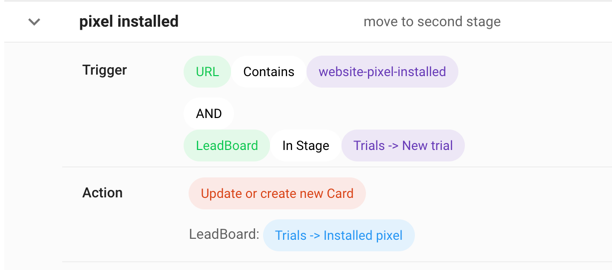 pixel installed move to second stage
Trigger URL Contains website-pixel-installed
AND
LeadBoard In Stage Trials -> New trial
Action Update or create new Card
LeadBoard: Trials -> Installed pixel